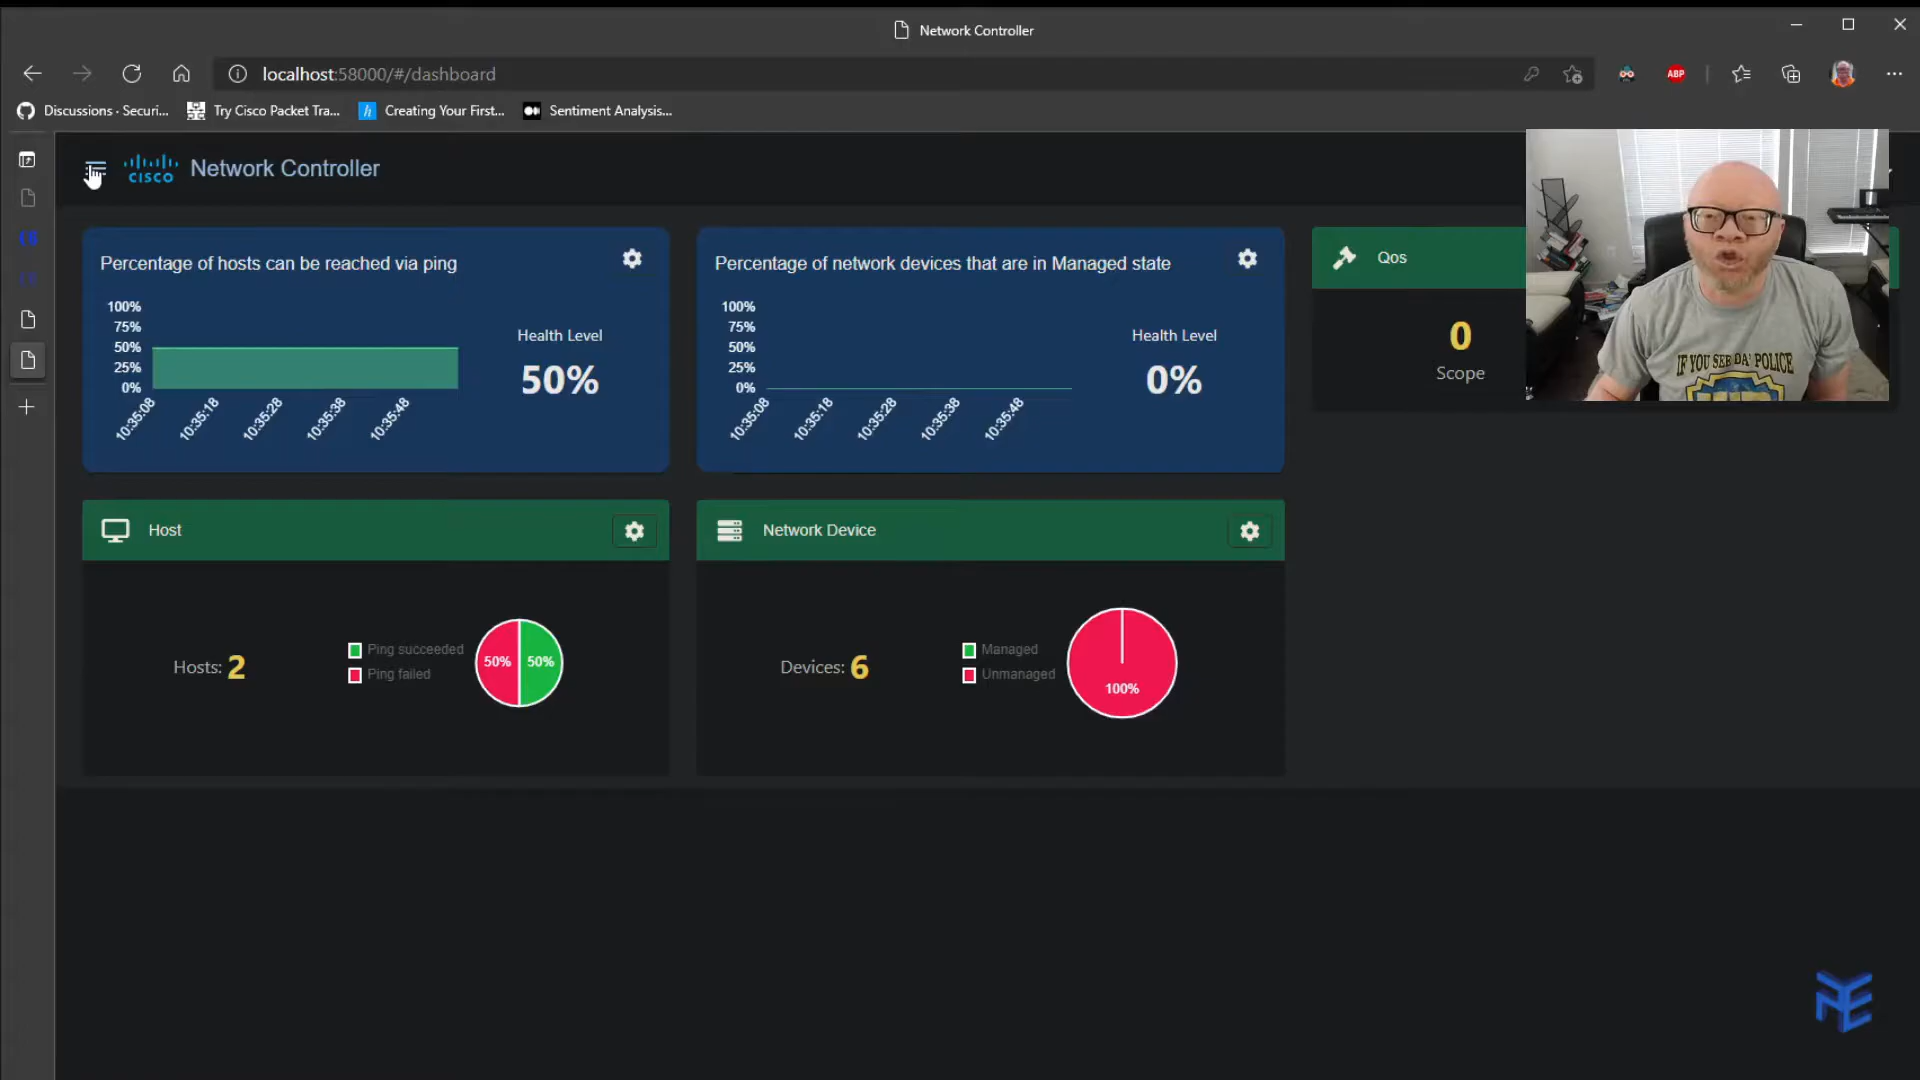 Network Controller
localhost:58000/#/dashboard
ABP
Discussions · Securi...
Try Cisco Packet Tra...
Creating Your First...
Sentiment Analysis...
CISCO
Network Controller
Percentage of hosts can be reached via ping
100%
75%
50%
25%
0%
10:35:08
10:35:18
10:35:28
10:35:38
10:35:48
Health Level
50%
Percentage of network devices that are in Managed state
100%
75%
50%
25%
0%
10:35:08
10:35:18
10:35:28
10:35:38
10:35:48
Health Level
0%
Qos
0
Scope
IF YOU SEE DA' POLICE
Host
Hosts: 2
Ping succeeded
Ping failed
50%
50%
Network Device
Devices: 6
Managed
Unmanaged
100%